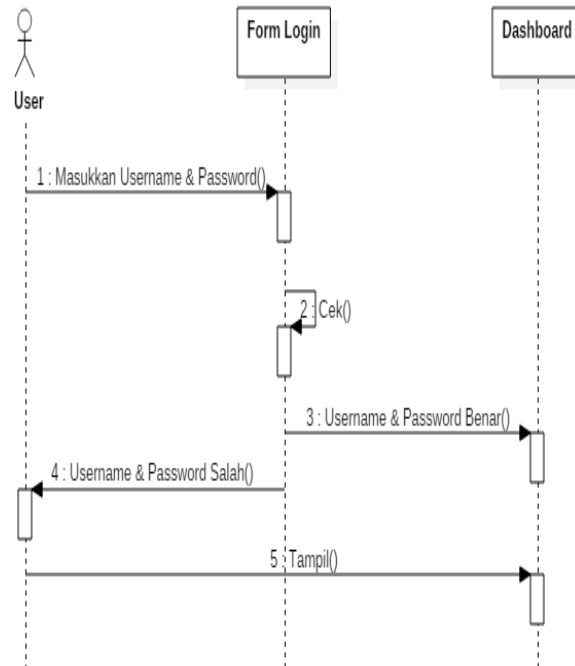 Form Login
Dashboard
User
1 : Masukkan Username & Password()
2 : Cek()
3 : Username & Password Benar()
4 : Username & Password Salah()
5 : Tampil()